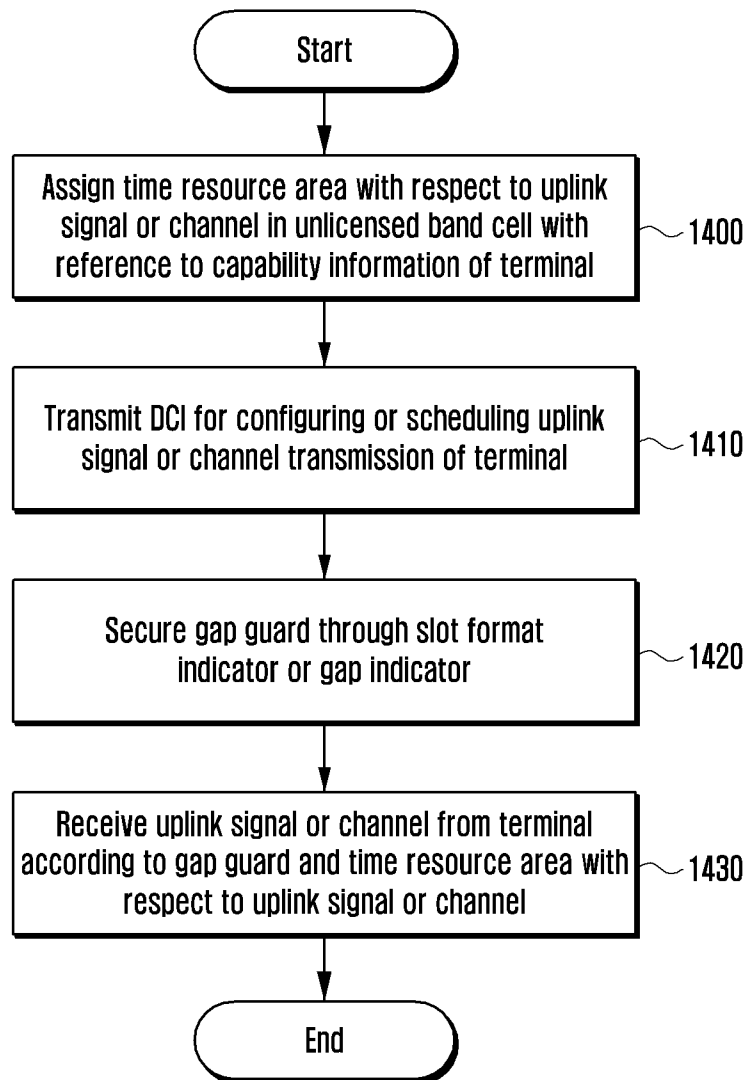 Start
Assign time resource area with respect to uplink
signal or channel in unlicensed band cell with
reference to capability information of terminal
1400
Transmit DCI for configuring or scheduling uplink
signal or channel transmission of terminal
1410
Secure gap guard through slot format
indicator or gap indicator
1420
Receive uplink signal or channel from terminal
according to gap guard and time resource area with
respect to uplink signal or channel
1430
End